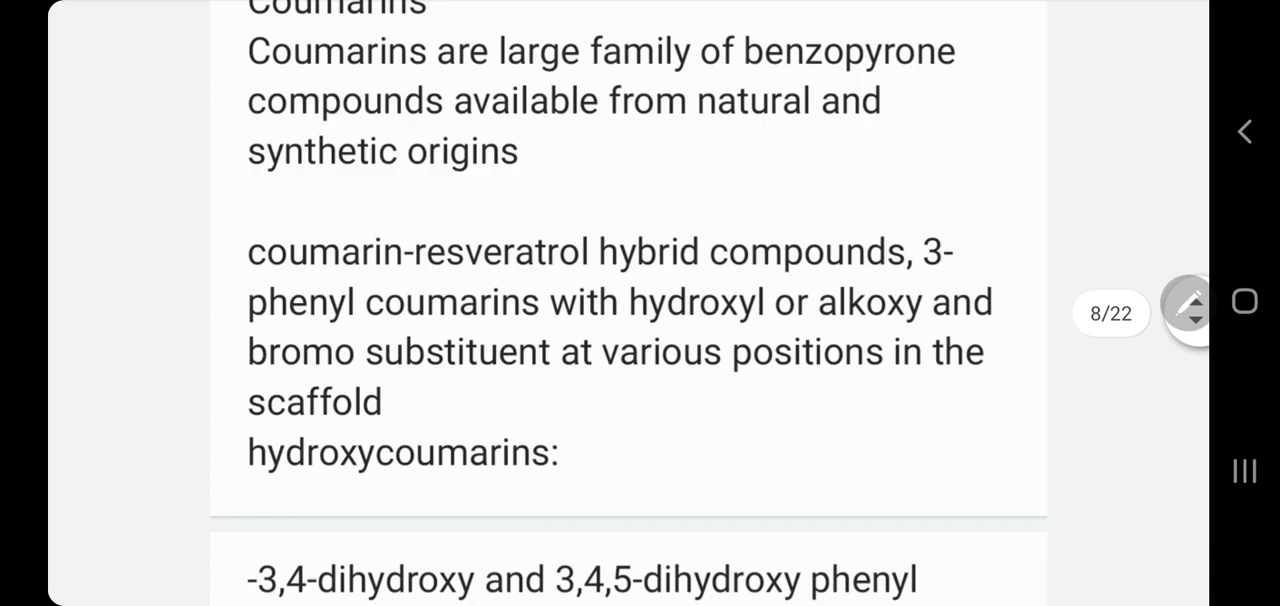 Coumarins
Coumarins are large family of benzopyrone
compounds available from natural and
synthetic origins
coumarin-resveratrol hybrid compounds, 3-
phenyl coumarins with hydroxyl or alkoxy and
bromo substituent at various positions in the
scaffold
hydroxycoumarins:
8/22
-3,4-dihydroxy and 3,4,5-dihydroxy phenyl